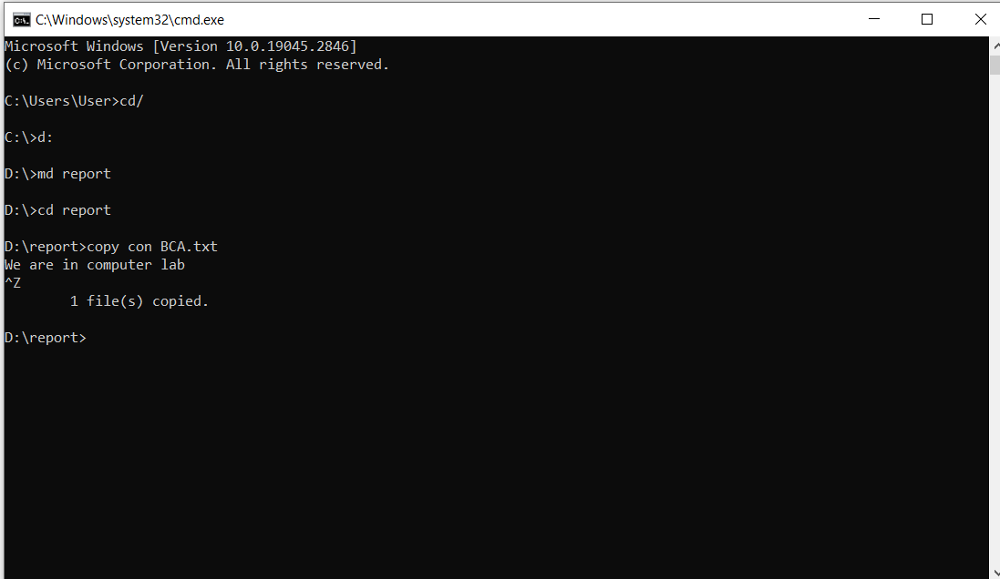 C:\Windows\system32\cmd.exe
Microsoft Windows [Version 10.0.19045.2846]
(c) Microsoft Corporation. All rights reserved.
C:\Users\User>cd/
C:\>d:
D:\>md report
D:\>cd report
D:\report>copy con BCA.txt
We are in computer lab
^Z
        1 file(s) copied.
D:\report>